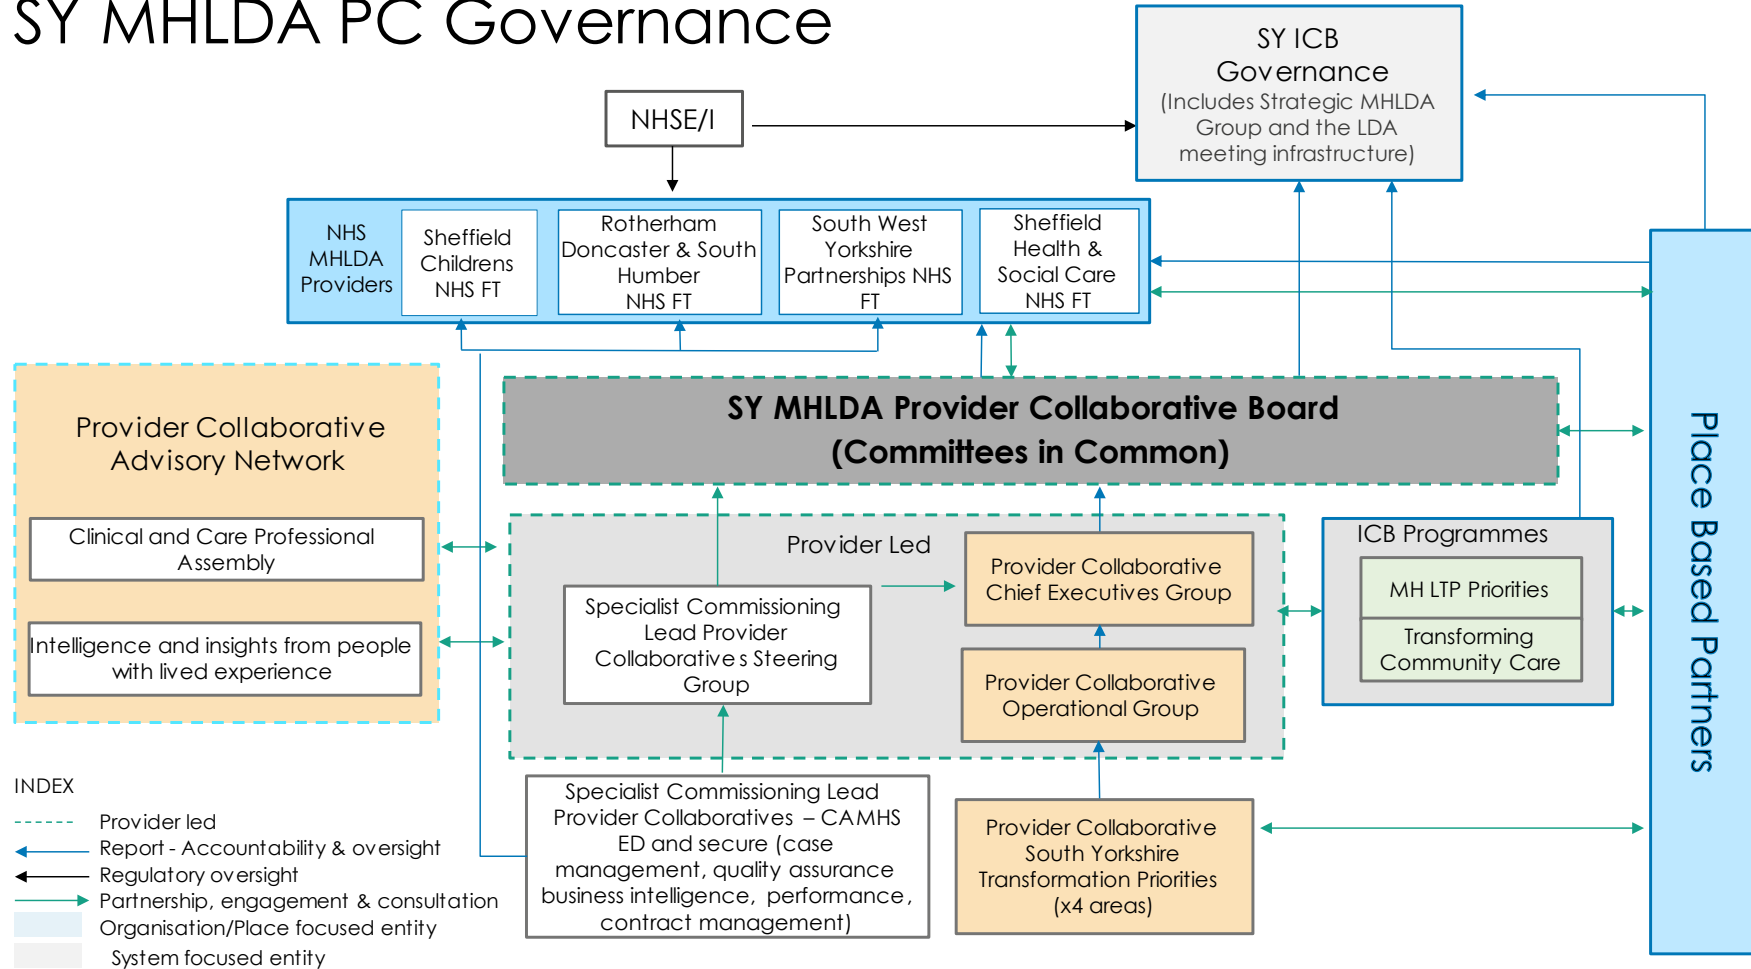 SY MHLDA PC Governance
SY ICB
Governance
(Includes Strategic MHLDA
Group and the LDA
meeting infrastructure)
NHSE/I
NHS
MHLDA
Providers
Sheffield
Childrens
NHS FT
Rotherham
Doncaster & South
Humber
NHS FT
South West
Yorkshire
Partnerships NHS
FT
Sheffield
Health &
Social Care
NHS FT
Place Based Partners
SY MHLDA Provider Collaborative Board
(Committees in Common)
Provider Collaborative
Advisory Network
Clinical and Care Professional
Assembly
Intelligence and insights from people
with lived experience
Provider Led
Specialist Commissioning
Lead Provider
Collaboratives Steering
Group
Provider Collaborative
Chief Executives Group
Provider Collaborative
Operational Group
ICB Programmes
MH LTP Priorities
Transforming
Community Care
Specialist Commissioning Lead
Provider Collaboratives – CAMHS
ED and secure (case
management, quality assurance
business intelligence, performance,
contract management)
Provider Collaborative
South Yorkshire
Transformation Priorities
(x4 areas)
INDEX
Provider led
Report - Accountability & oversight
Regulatory oversight
Partnership, engagement & consultation
Organisation/Place focused entity
System focused entity